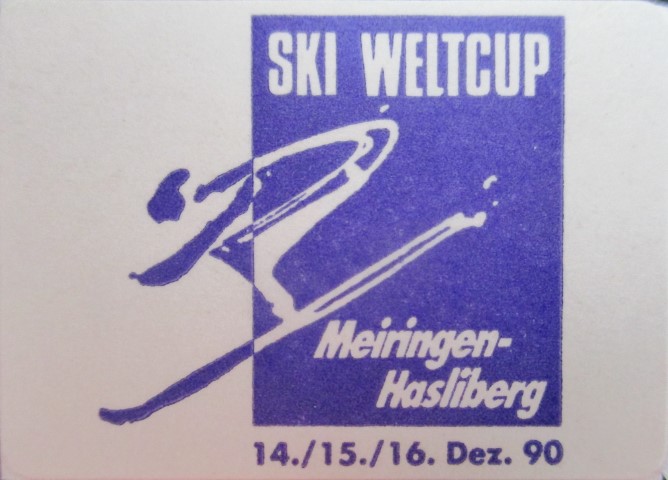 SKI WELTCUP
Meiringen-
Hasliberg
14./15./16. Dez. 90